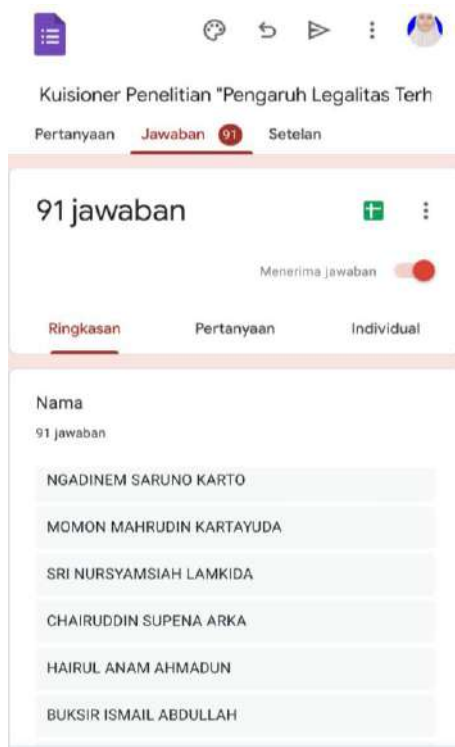 Kuisioner Penelitian "Pengaruh Legalitas Terh
Pertanyaan Jawaban 91 Setelan
91 jawaban
Menerima jawaban
Ringkasan Pertanyaan Individual
Nama
91 jawaban
NGADINEM SARUNO KARTO
MOMON MAHRUDIN KARTAYUDA
SRI NURSYAMSIAH LAMKIDA
CHAIRUDDIN SUPENA ARKA
HAIRUL ANAM AHMADUN
BUKSIR ISMAIL ABDULLAH